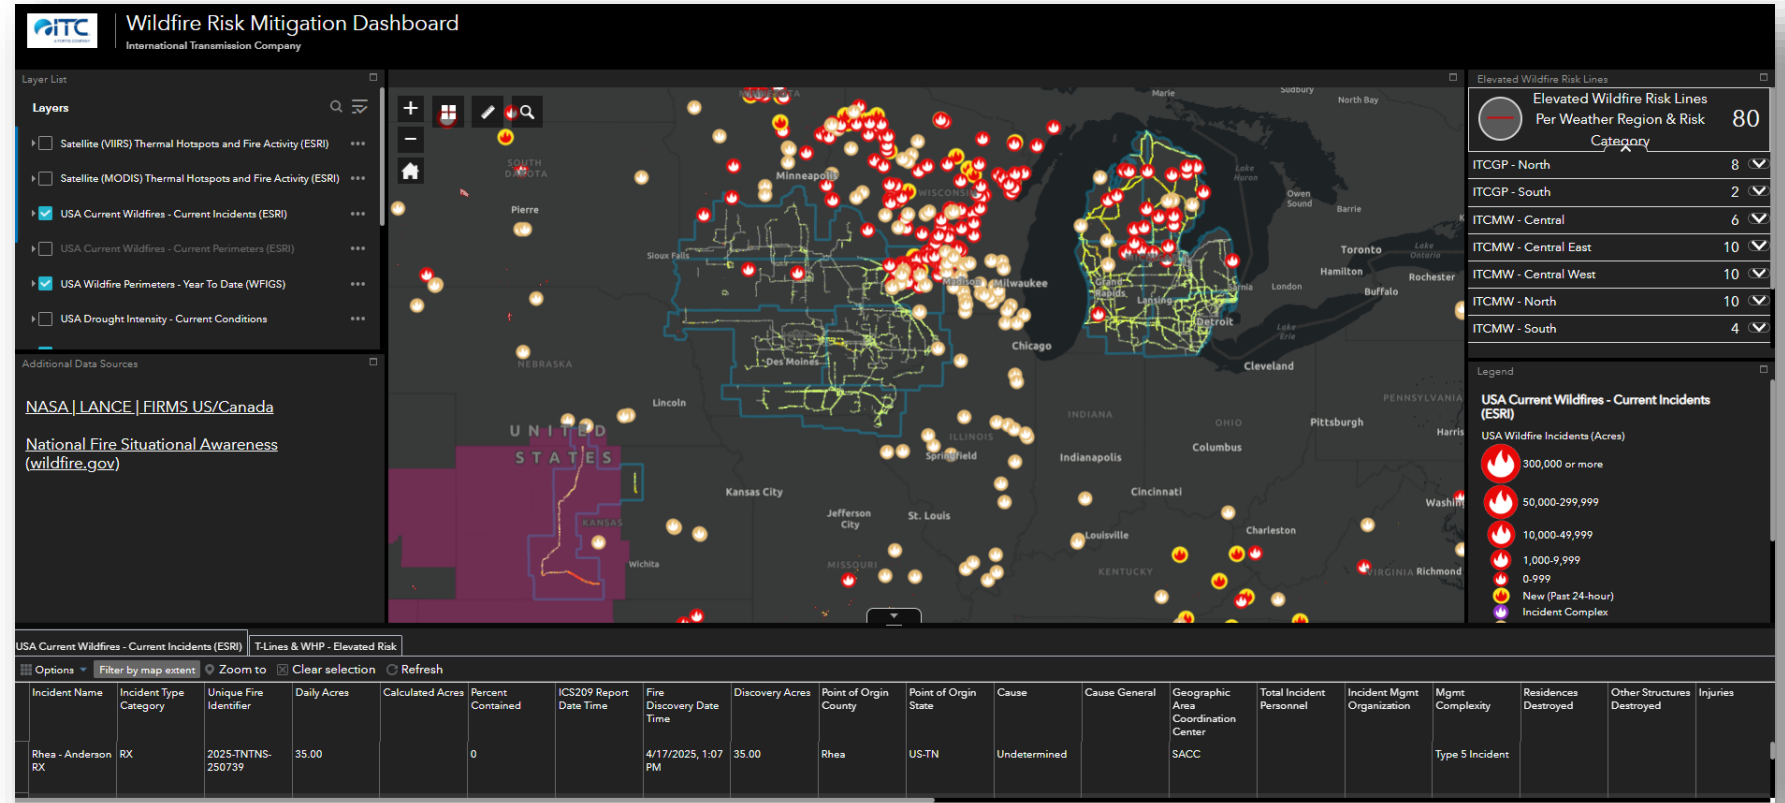 ITC
A FORTIS COMPANY
Wildfire Risk Mitigation Dashboard
International Transmission Company
Layer List
Layers
Satellite (VIIRS) Thermal Hotspots and Fire Activity (ESRI)
Satellite (MODIS) Thermal Hotspots and Fire Activity (ESRI)
USA Current Wildfires - Current Incidents (ESRI)
USA Current Wildfires - Current Perimeters (ESRI)
USA Wildfire Perimeters - Year To Date (WFIGS)
USA Drought Intensity - Current Conditions
Additional Data Sources
NASA | LANCE | FIRMS US/Canada
National Fire Situational Awareness
(wildfire.gov)
Marie
Sudbury
North Bay
SOUTH
DAKOTA
Minneapolis
WISCONSIN
Lake
Huron
Owen
Sound
Barrie
Pierre
Sioux Falls
Toronto
Lake
Ontario
Hamilton
Rochester
Madison
Milwaukee
Grand
Rapids
Lansing
London
Buffalo
Detroit
Lake
Erie
Chicago
Cleveland
NEBRASKA
Des Moines
Lincoln
PENNSYLVANIA
INDIANA
OHIO
Pittsburgh
UNITED
STATES
ILLINOIS
Harris
Springfield
Indianapolis
Columbus
Kansas City
Cincinnati
Washin
Jefferson
City
St. Louis
KANSAS
Louisville
Charleston
Wichita
MISSOURI
KENTUCKY
VIRGINIA
Richmond
Elevated Wildfire Risk Lines
Elevated Wildfire Risk Lines
Per Weather Region & Risk
Category
80
ITCGP - North 8
ITCGP - South 2
ITCMW - Central 6
ITCMW - Central East 10
ITCMW - Central West 10
ITCMW - North 10
ITCMW - South 4
Legend
USA Current Wildfires - Current Incidents
(ESRI)
USA Wildfire Incidents (Acres)
300,000 or more
50,000-299,999
10,000-49,999
1,000-9,999
0-999
New (Past 24-hour)
Incident Complex
USA Current Wildfires - Current Incidents (ESRI) T-Lines & WHP - Elevated Risk
Options Filter by map extent Zoom to Clear selection Refresh
Incident Name Incident Type Unique Fire Daily Acres Calculated Acres Percent ICS209 Report Fire Discovery Acres Point of Orgin Point of Orgin Cause Cause General Geographic Total Incident Incident Mgmt Mgmt Residences Other Structures Injuries
Category Identifier Contained Date Time Discovery Date County State Area Personnel Organization Complexity Destroyed Destroyed
Time Coordination
Center
Rhea - Anderson RX 2025-TNTNS- 35.00 0 4/17/2025, 1:07 35.00 Rhea US-TN Undetermined SACC Type 5 Incident
RX 250739 PM